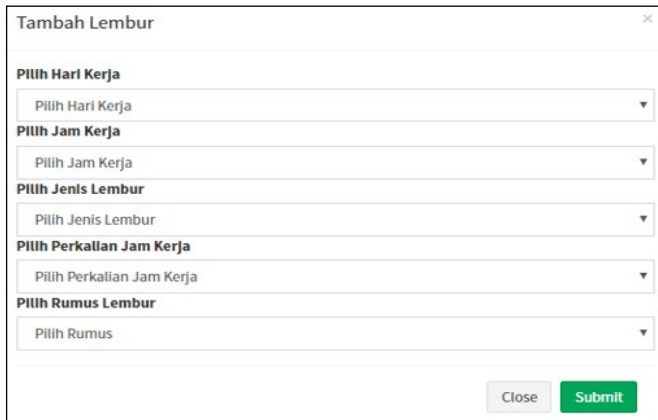 Tambah Lembur
×
Pilih Hari Kerja
Pilih Hari Kerja
Pilih Jam Kerja
Pilih Jam Kerja
Pilih Jenis Lembur
Pilih Jenis Lembur
Pilih Perkalian Jam Kerja
Pilih Perkalian Jam Kerja
Pilih Rumus Lembur
Pilih Rumus
Close Submit